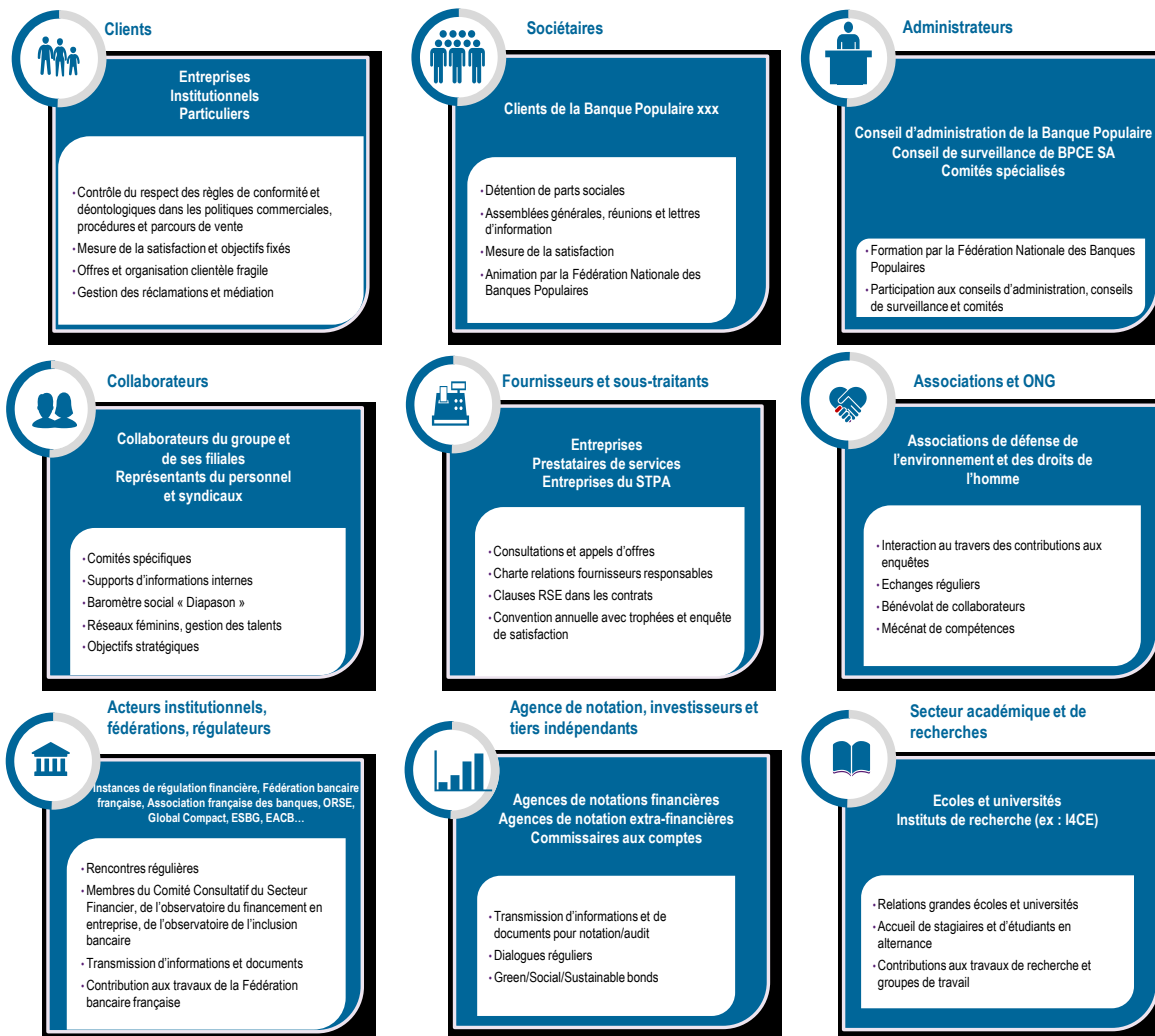 Clients
Entreprises
Institutionnels
Particuliers
• Contrôle du respect des règles de conformité et
déontologiques dans les politiques commerciales,
procédures et parcours de vente
• Mesure de la satisfaction et objectifs fixés
• Offres et organisation clientèle fragile
• Gestion des réclamations et médiation
Sociétaires
Clients de la Banque Populaire xxx
• Détention de parts sociales
• Assemblées générales, réunions et lettres
d'information
• Mesure de la satisfaction
• Animation par la Fédération Nationale des
Banques Populaires
Administrateurs
Conseil d'administration de la Banque Populaire
Conseil de surveillance de BPCE SA
Comités spécialisés
• Formation par la Fédération Nationale des Banques
Populaires
• Participation aux conseils d'administration, conseils
de surveillance et comités
Collaborateurs
Collaborateurs du groupe et
de ses filiales
Représentants du personnel
et syndicaux
• Comités spécifiques
• Supports d'informations internes
• Baromètre social « Diapason »
• Réseaux féminins, gestion des talents
• Objectifs stratégiques
Fournisseurs et sous-traitants
Entreprises
Prestataires de services
Entreprises du STPA
• Consultations et appels d'offres
• Charte relations fournisseurs responsables
• Clauses RSE dans les contrats
• Convention annuelle avec trophées et enquête
de satisfaction
Associations et ONG
Associations de défense de
l'environnement et des droits de
l'homme
• Interaction au travers des contributions aux
enquêtes
• Echanges réguliers
• Bénévolat de collaborateurs
• Mécénat de compétences
Acteurs institutionnels,
fédérations, régulateurs
Instances de régulation financière, Fédération bancaire
française, Association française des banques, ORSE,
Global Compact, ESBG, EACB…
• Rencontres régulières
• Membres du Comité Consultatif du Secteur
Financier, de l'observatoire du financement en
entreprise, de l'observatoire de l'inclusion
bancaire
• Transmission d'informations et documents
• Contribution aux travaux de la Fédération
bancaire française
Agence de notation, investisseurs et
tiers indépendants
Agences de notations financières
Agences de notation extra-financières
Commissaires aux comptes
• Transmission d'informations et de
documents pour notation/audit
• Dialogues réguliers
• Green/Social/Sustainable bonds
Secteur académique et de
recherches
Ecoles et universités
Instituts de recherche (ex : I4CE)
• Relations grandes écoles et universités
• Accueil de stagiaires et d'étudiants en
alternance
• Contributions aux travaux de recherche et
groupes de travail